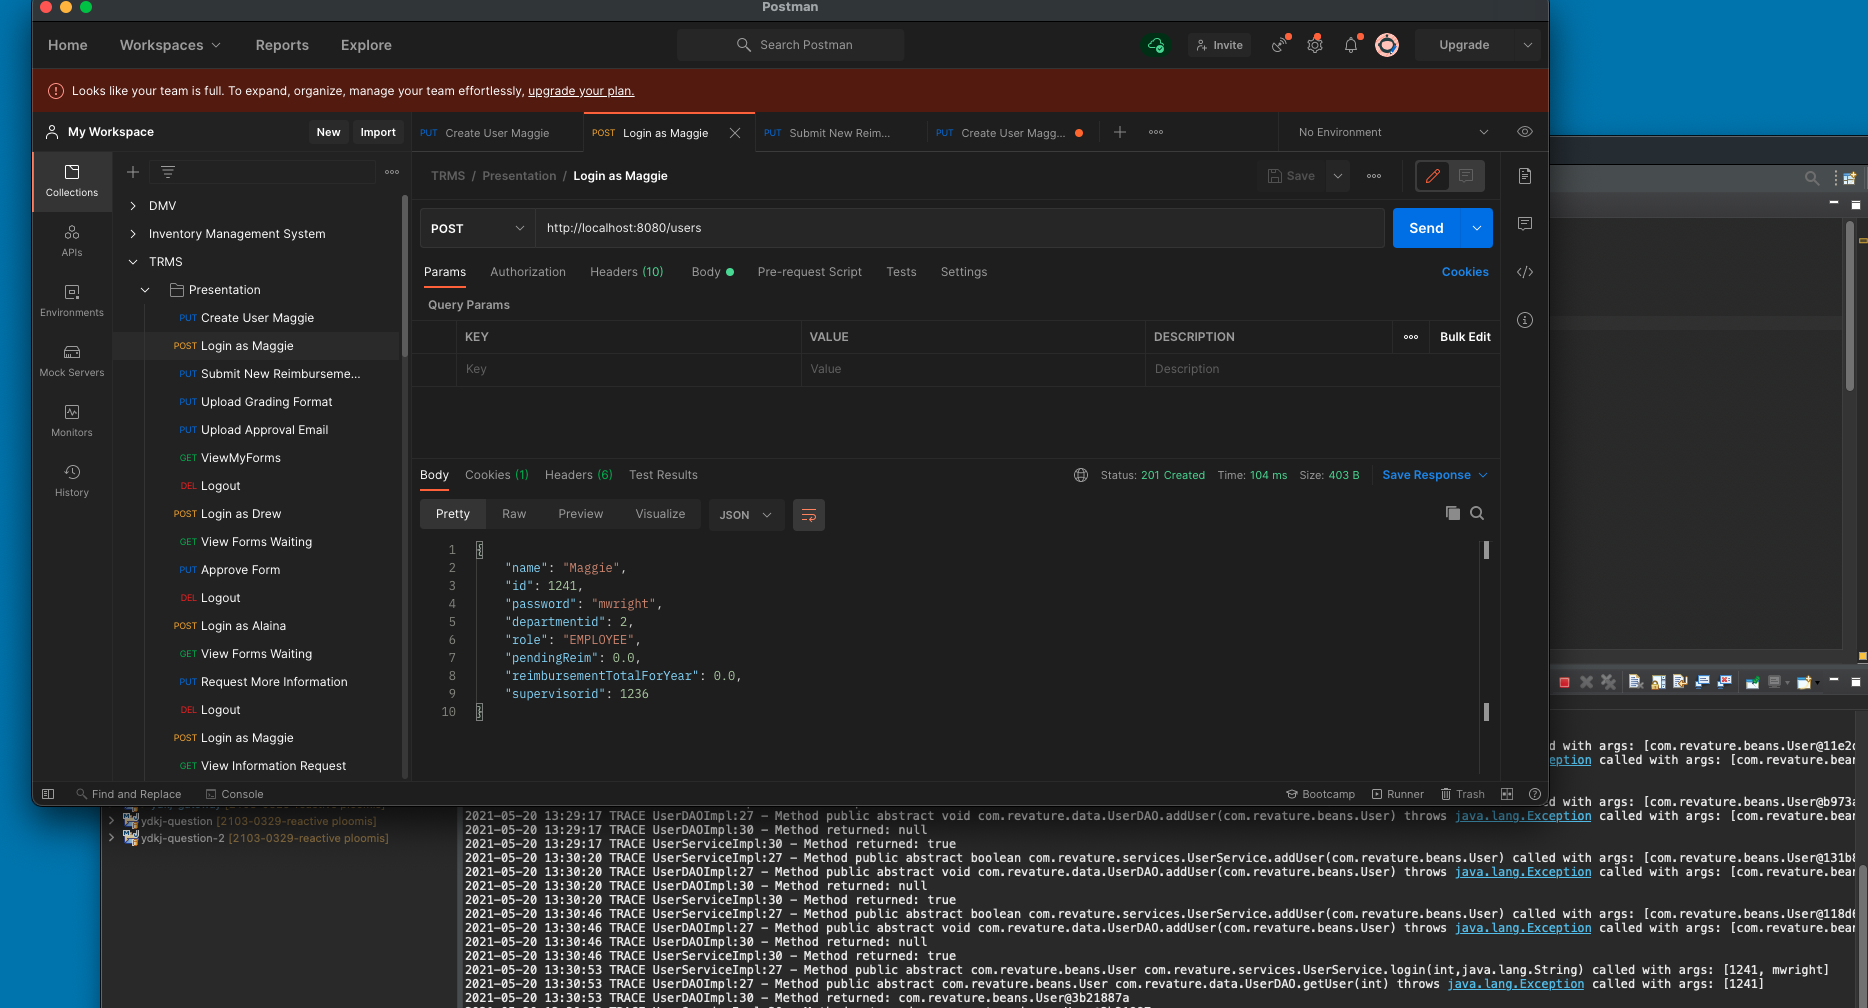 Postman
Home Workspaces Reports Explore Search Postman Invite Upgrade
Looks like your team is full. To expand, organize, manage your team effortlessly, upgrade your plan.
My Workspace New Import
PUT Create User Maggie POST Login as Maggie PUT Submit New Reim... PUT Create User Magg... No Environment
Collections
APIs
Environments
Mock Servers
Monitors
History
DMV
Inventory Management System
TRMS
Presentation
PUT Create User Maggie
POST Login as Maggie
PUT Submit New Reimburseme...
PUT Upload Grading Format
PUT Upload Approval Email
GET ViewMyForms
DEL Logout
POST Login as Drew
GET View Forms Waiting
PUT Approve Form
DEL Logout
POST Login as Alaina
GET View Forms Waiting
PUT Request More Information
DEL Logout
POST Login as Maggie
GET View Information Request
TRMS / Presentation / Login as Maggie Save
POST http://localhost:8080/users Send
Params Authorization Headers (10) Body Pre-request Script Tests Settings Cookies
Query Params
KEY VALUE DESCRIPTION Bulk Edit
Key Value Description
Body Cookies (1) Headers (6) Test Results Status: 201 Created Time: 104 ms Size: 403 B Save Response
Pretty Raw Preview Visualize JSON
1 {
2 "name": "Maggie",
3 "id": 1241,
4 "password": "mwright",
5 "departmentid": 2,
6 "role": "EMPLOYEE",
7 "pendingReim": 0.0,
8 "reimbursementTotalForYear": 0.0,
9 "supervisorid": 1236
10 }
Find and Replace Console Bootcamp Runner Trash
d with args: [com.revature.beans.User@11e2
eption called with args: [com.revature.bean
ed with args: [com.revature.beans.User@b973a
ydkj-question [2103-0329-reactive ploomis]
ydkj-question-2 [2103-0329-reactive ploomis]
2021-05-20 13:29:17 TRACE UserDAOImpl:27 - Method public abstract void com.revature.data.UserDAO.addUser(com.revature.beans.User) throws java.lang.Exception called with args: [com.revature.bean
2021-05-20 13:29:17 TRACE UserDAOImpl:30 - Method returned: null
2021-05-20 13:29:17 TRACE UserServiceImpl:30 - Method returned: true
2021-05-20 13:30:20 TRACE UserServiceImpl:27 - Method public abstract boolean com.revature.services.UserService.addUser(com.revature.beans.User) called with args: [com.revature.beans.User@131b8
2021-05-20 13:30:20 TRACE UserDAOImpl:27 - Method public abstract void com.revature.data.UserDAO.addUser(com.revature.beans.User) throws java.lang.Exception called with args: [com.revature.bean
2021-05-20 13:30:20 TRACE UserDAOImpl:30 - Method returned: null
2021-05-20 13:30:20 TRACE UserServiceImpl:30 - Method returned: true
2021-05-20 13:30:46 TRACE UserServiceImpl:27 - Method public abstract boolean com.revature.services.UserService.addUser(com.revature.beans.User) called with args: [com.revature.beans.User@118d6
2021-05-20 13:30:46 TRACE UserDAOImpl:27 - Method public abstract void com.revature.data.UserDAO.addUser(com.revature.beans.User) throws java.lang.Exception called with args: [com.revature.bean
2021-05-20 13:30:46 TRACE UserDAOImpl:30 - Method returned: null
2021-05-20 13:30:46 TRACE UserServiceImpl:30 - Method returned: true
2021-05-20 13:30:53 TRACE UserServiceImpl:27 - Method public abstract com.revature.beans.User com.revature.services.UserService.login(int,java.lang.String) called with args: [1241, mwright]
2021-05-20 13:30:53 TRACE UserDAOImpl:27 - Method public abstract com.revature.beans.User com.revature.data.UserDAO.getUser(int) throws java.lang.Exception called with args: [1241]
2021-05-20 13:30:53 TRACE UserDAOImpl:30 - Method returned: com.revature.beans.User@3b21887a